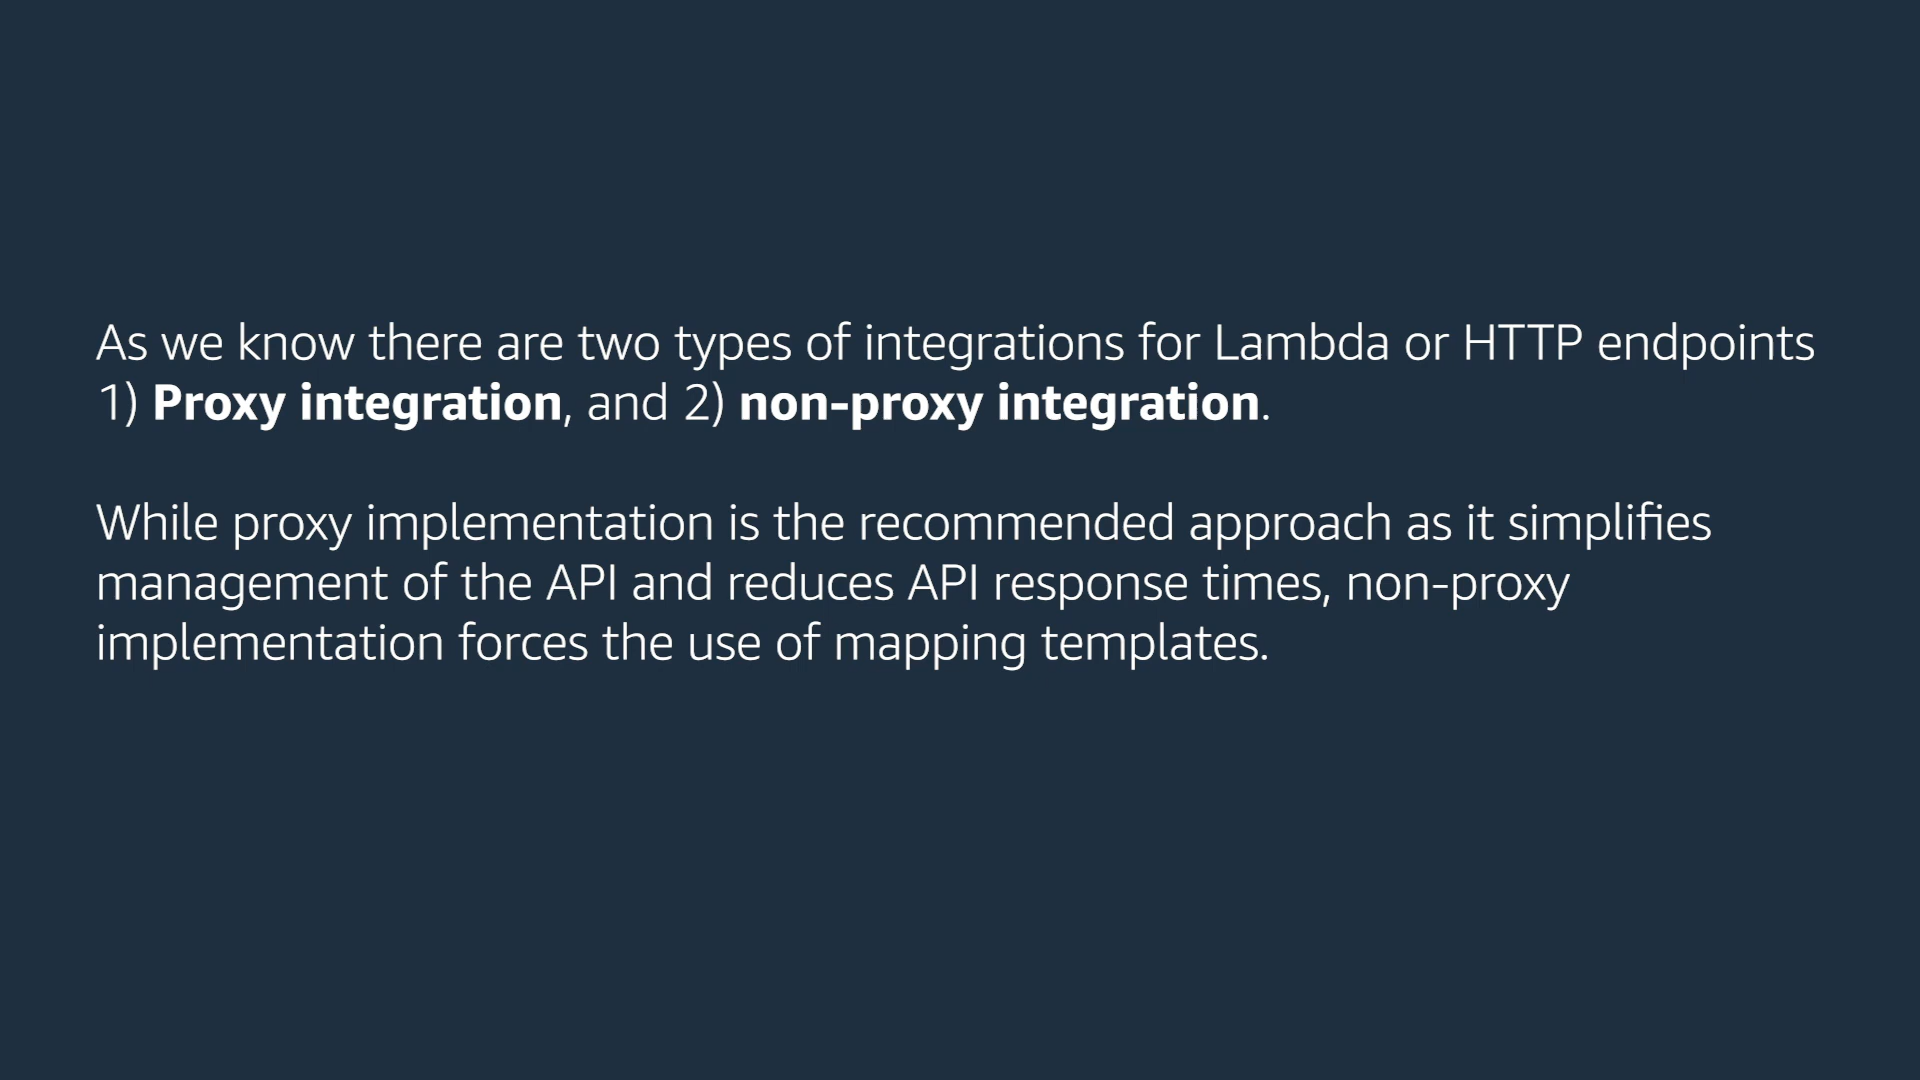 As we know there are two types of integrations for Lambda or HTTP endpoints
1) Proxy integration, and 2) non-proxy integration.
While proxy implementation is the recommended approach as it simplifies
management of the API and reduces API response times, non-proxy
implementation forces the use of mapping templates.